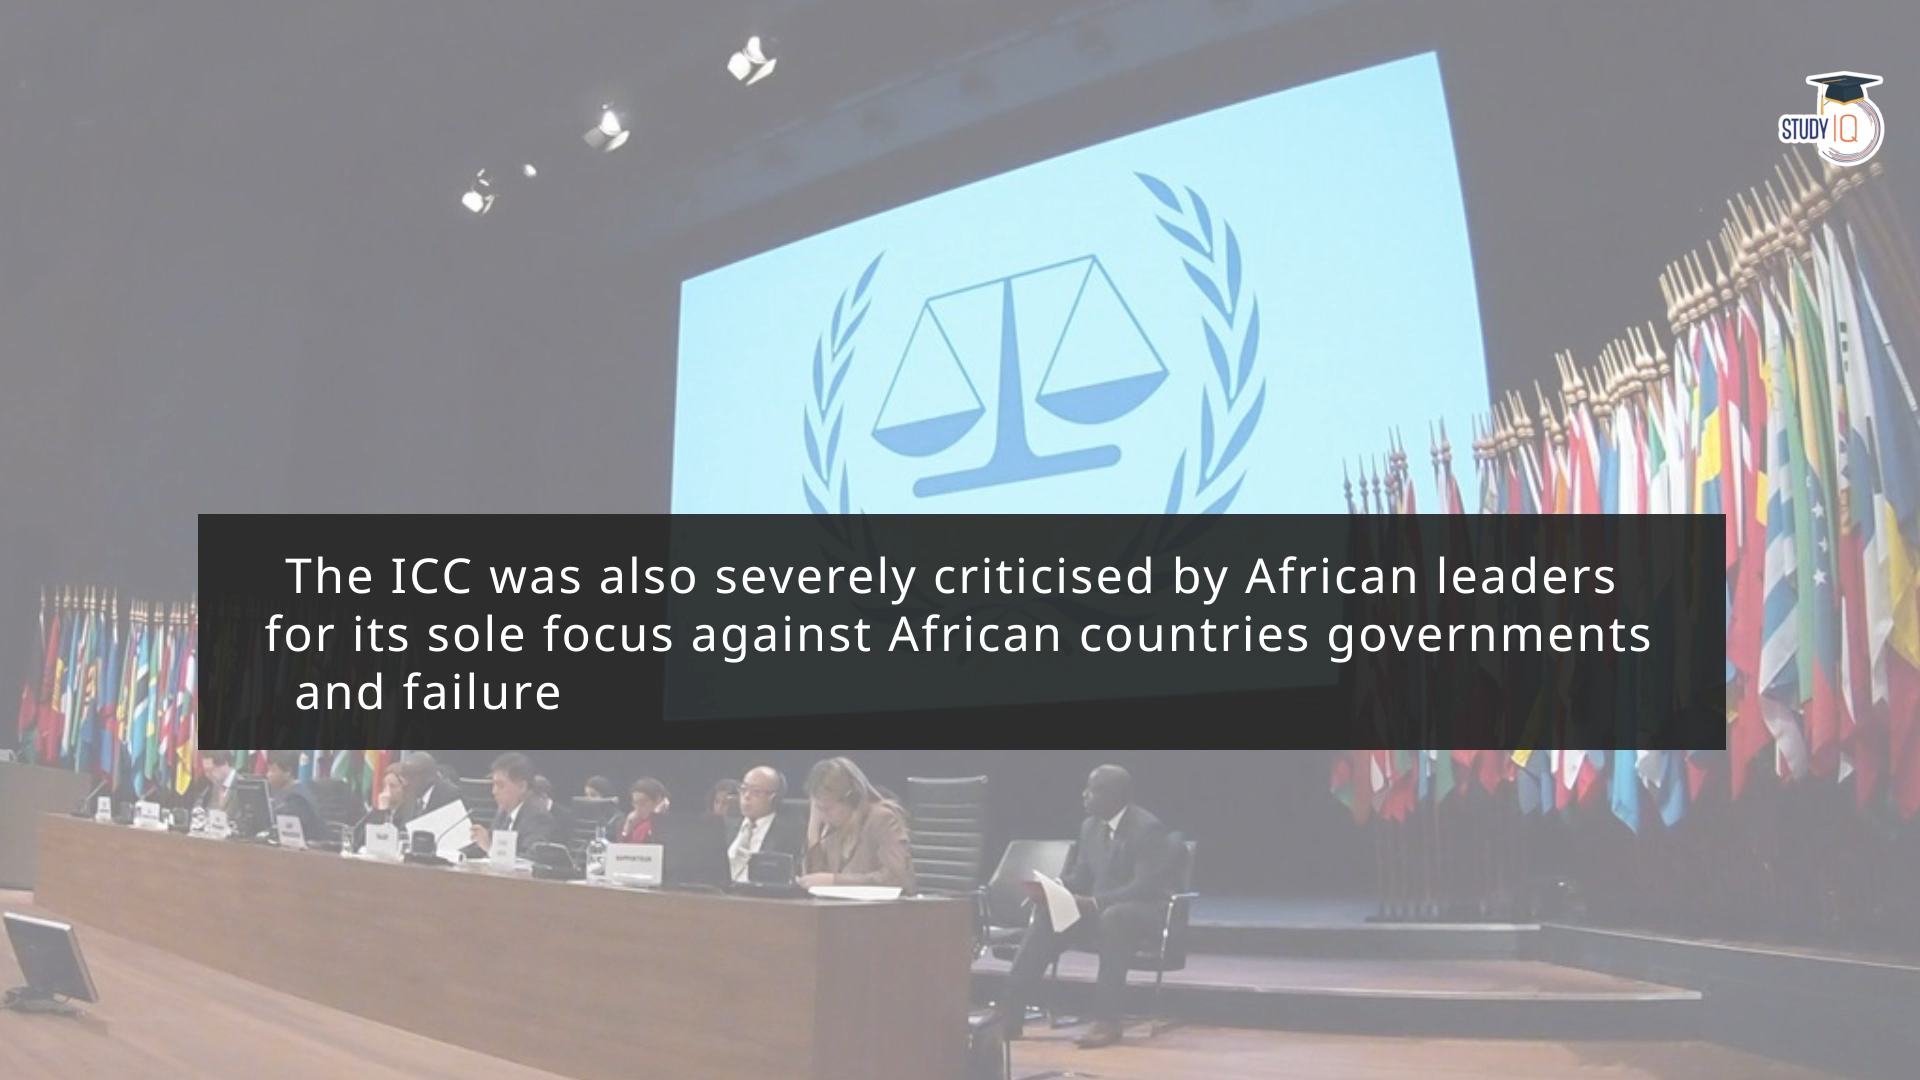 STUDY IQ
The ICC was also severely criticised by African leaders
for its sole focus against African countries governments
and failure